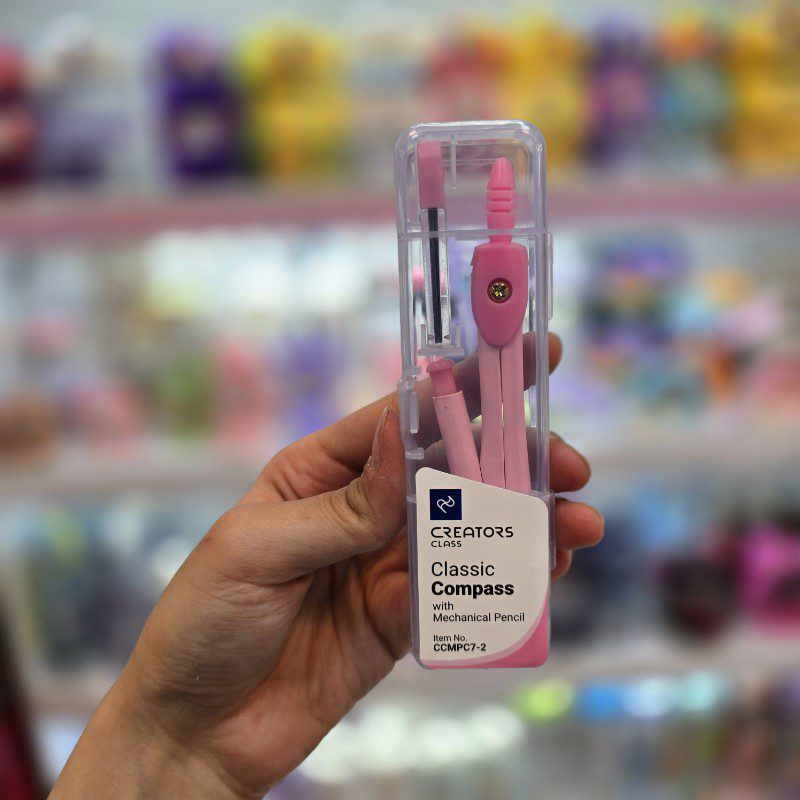 CREATORS
CLASS
Classic
Compass
with
Mechanical Pencil
Item No.
CCMPC7-2